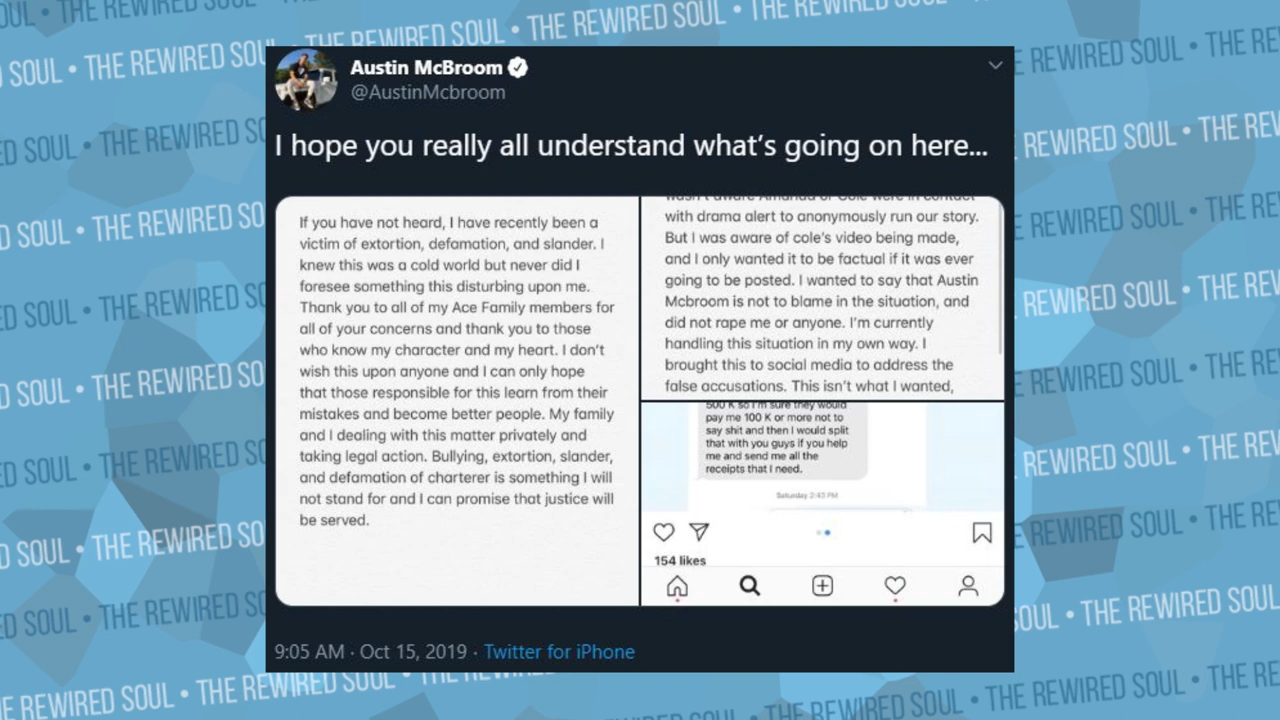 Austin McBroom
@AustinMcbroom
I hope you really all understand what's going on here...
If you have not heard, I have recently been a
victim of extortion, defamation, and slander. I
knew this was a cold world but never did I
foresee something this disturbing upon me.
Thank you to all of my Ace Family members for
all of your concerns and thank you to those
who know my character and my heart. I don't
wish this upon anyone and I can only hope
that those responsible for this learn from their
mistakes and become better people. My family
and I dealing with this matter privately and
taking legal action. Bullying, extortion, slander,
and defamation of charterer is something I will
not stand for and I can promise that justice will
be served.
wasn't aware Amanda or Cole were in contact
with drama alert to anonymously run our story.
But I was aware of cole's video being made,
and I only wanted it to be factual if it was ever
going to be posted. I wanted to say that Austin
Mcbroom is not to blame in the situation, and
did not rape me or anyone. I'm currently
handling this situation in my own way. I
brought this to social media to address the
false accusations. This isn't what I wanted,
500 K so I'm sure they would
pay me 100 K or more not to
say shit and then I would split
that with you guys if you help
me and send me all the
receipts that I need.
Saturday 2:43 PM
154 likes
9:05 AM · Oct 15, 2019 · Twitter for iPhone
THE REWIRED SOUL • THE REWIRED SOUL • THE REWIRED SOUL